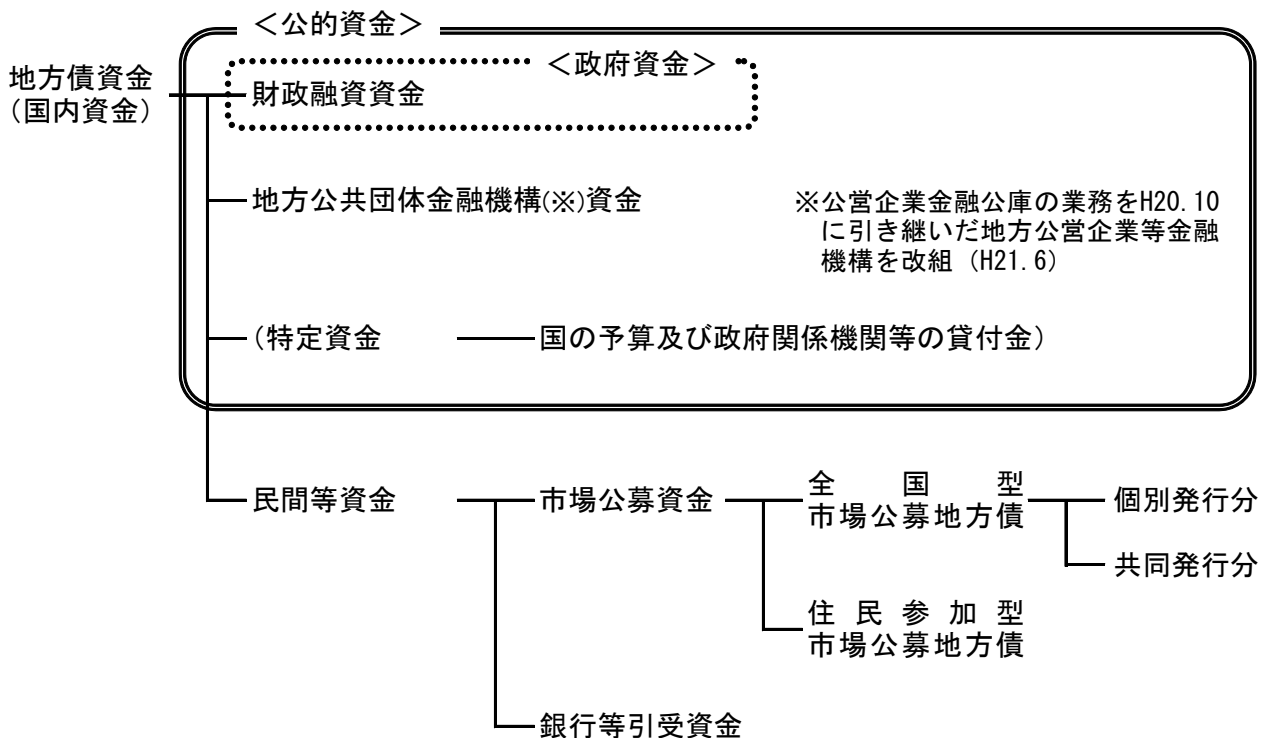 ＜公的資金＞
＜政府資金＞
地方債資金
（国内資金）
財政融資資金
地方公共団体金融機構(※)資金
※公営企業金融公庫の業務をH20.10
に引き継いだ地方公営企業等金融
機構を改組（H21.6）
（特定資金
国の予算及び政府関係機関等の貸付金）
民間等資金
市場公募資金
全国型
市場公募地方債
個別発行分
共同発行分
住民参加型
市場公募地方債
銀行等引受資金